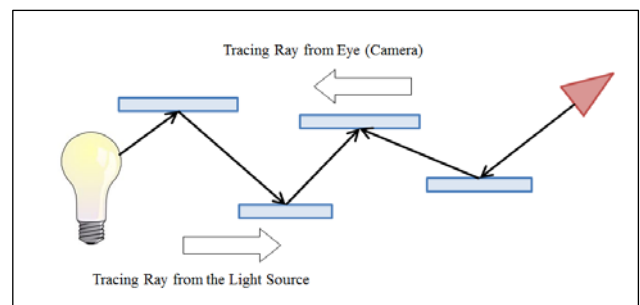 Tracing Ray from Eye (Camera)
Tracing Ray from the Light Source